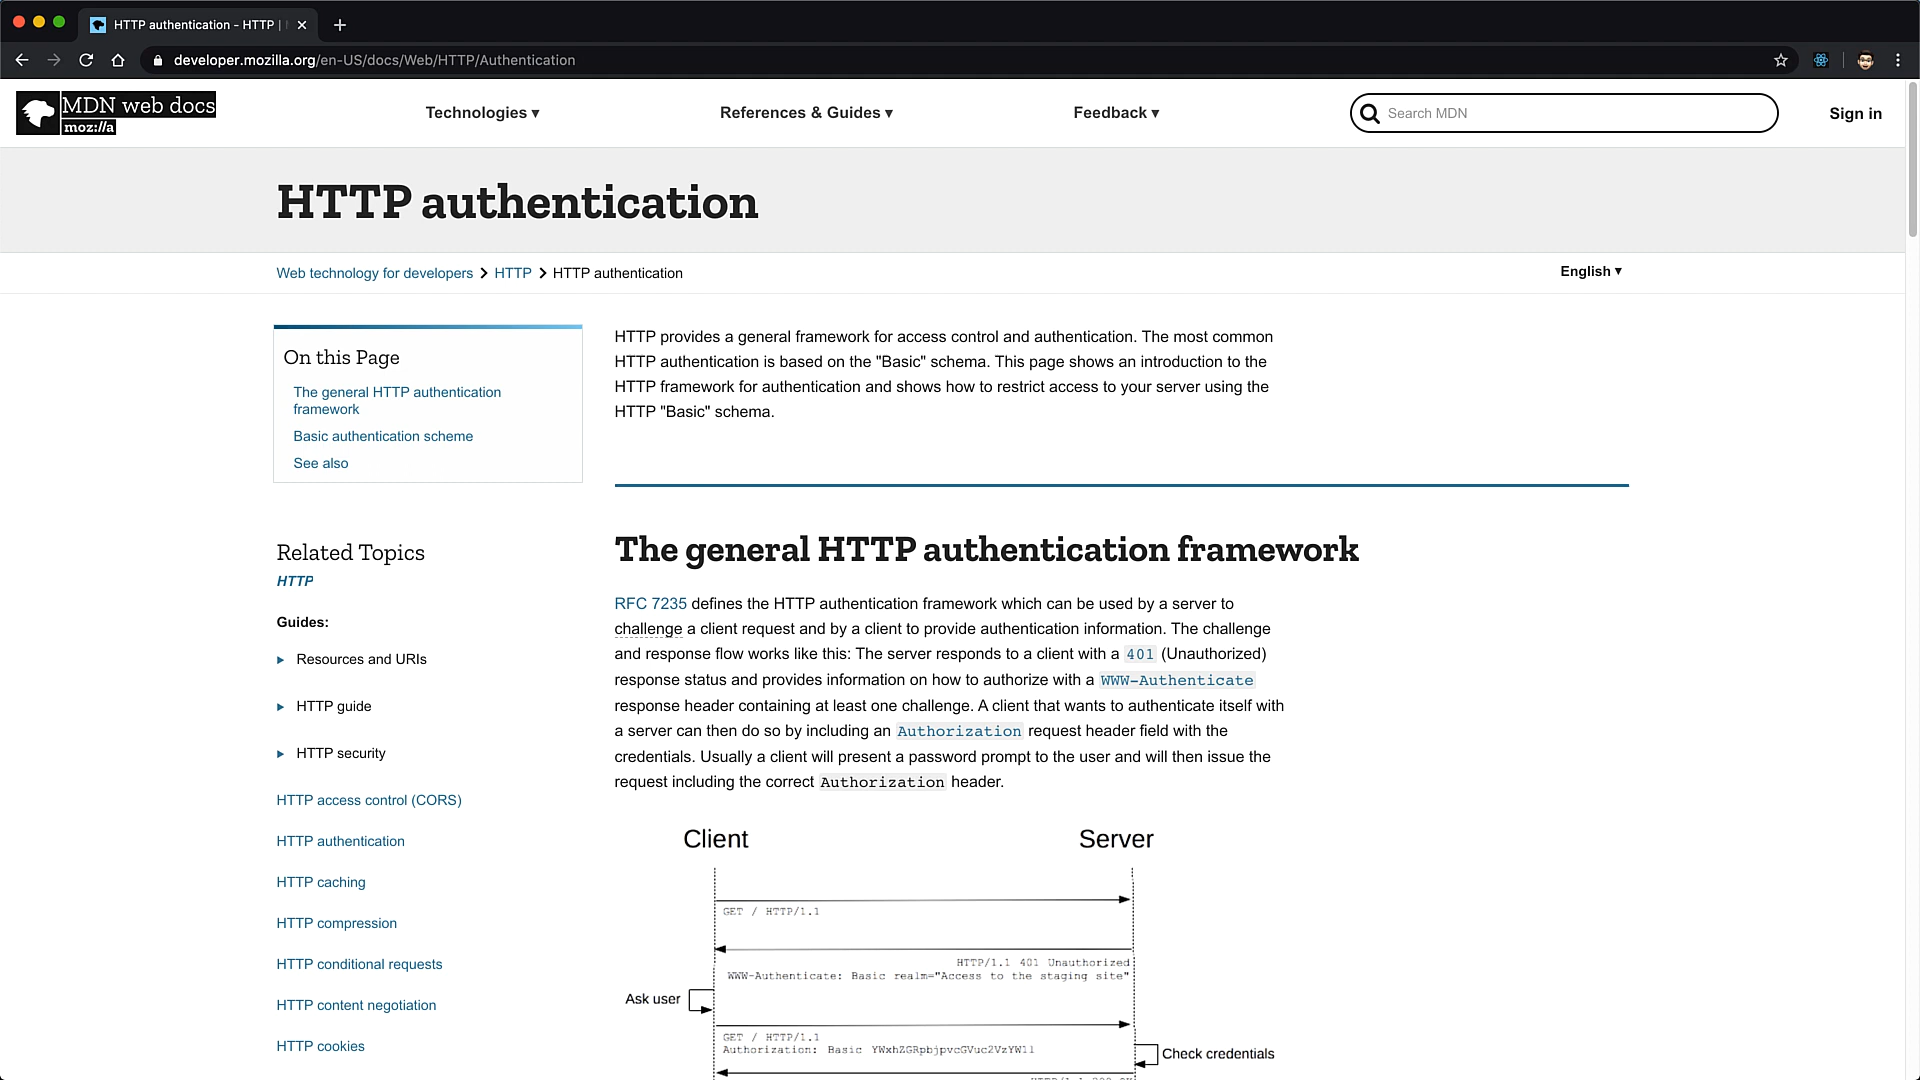 HTTP authentication - HTTP |
developer.mozilla.org/en-US/docs/Web/HTTP/Authentication
MDN web docs
moz://a
Technologies ▾
References & Guides ▾
Feedback ▾
Search MDN
Sign in
HTTP authentication
Web technology for developers > HTTP > HTTP authentication
English ▾
On this Page
The general HTTP authentication
framework
Basic authentication scheme
See also
HTTP provides a general framework for access control and authentication. The most common
HTTP authentication is based on the "Basic" schema. This page shows an introduction to the
HTTP framework for authentication and shows how to restrict access to your server using the
HTTP "Basic" schema.
Related Topics
HTTP
Guides:
Resources and URIs
HTTP guide
HTTP security
HTTP access control (CORS)
HTTP authentication
HTTP caching
HTTP compression
HTTP conditional requests
HTTP content negotiation
HTTP cookies
The general HTTP authentication framework
RFC 7235 defines the HTTP authentication framework which can be used by a server to
challenge a client request and by a client to provide authentication information. The challenge
and response flow works like this: The server responds to a client with a 401 (Unauthorized)
response status and provides information on how to authorize with a WWW-Authenticate
response header containing at least one challenge. A client that wants to authenticate itself with
a server can then do so by including an Authorization request header field with the
credentials. Usually a client will present a password prompt to the user and will then issue the
request including the correct Authorization header.
Client
Server
GET / HTTP/1.1
HTTP/1.1 401 Unauthorized
WWW-Authenticate: Basic realm="Access to the staging site"
Ask user
GET / HTTP/1.1
Authorization: Basic YWxhZGRpbjpvcGVuc2VzYW1l
Check credentials